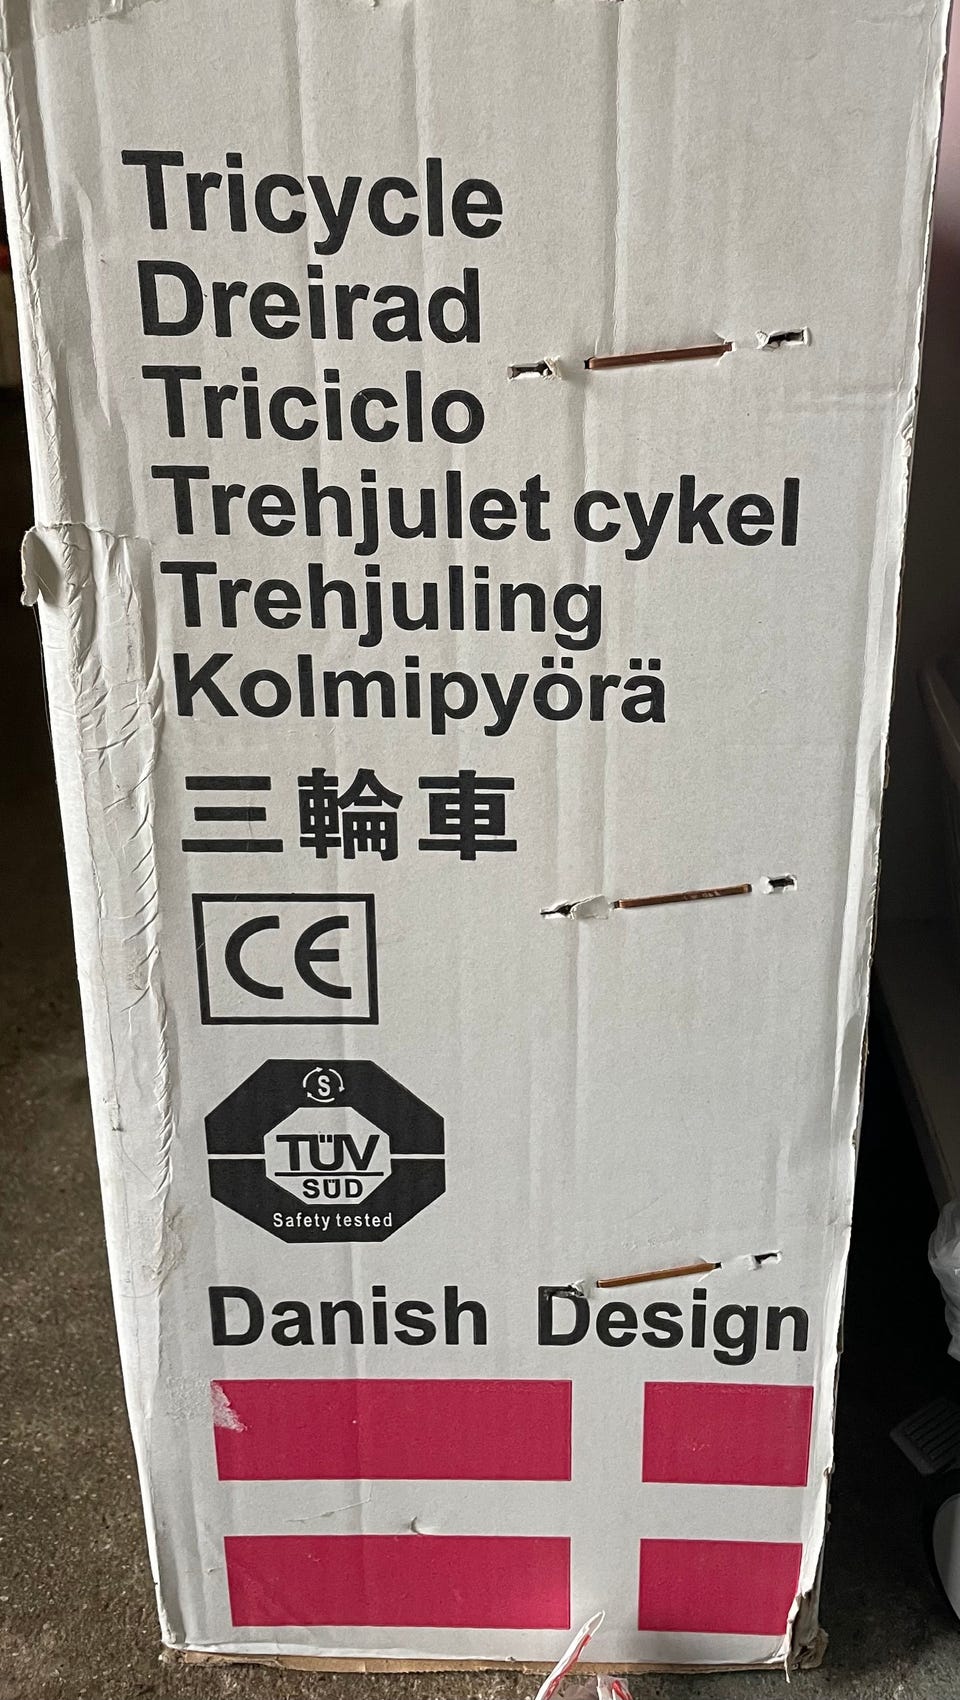 Tricycle
Dreirad
Triciclo
Trehjulet cykel
Trehjuling
Kolmipyörä
三輪車
CE
S
TÜV
SÜD
Safety tested
Danish Design